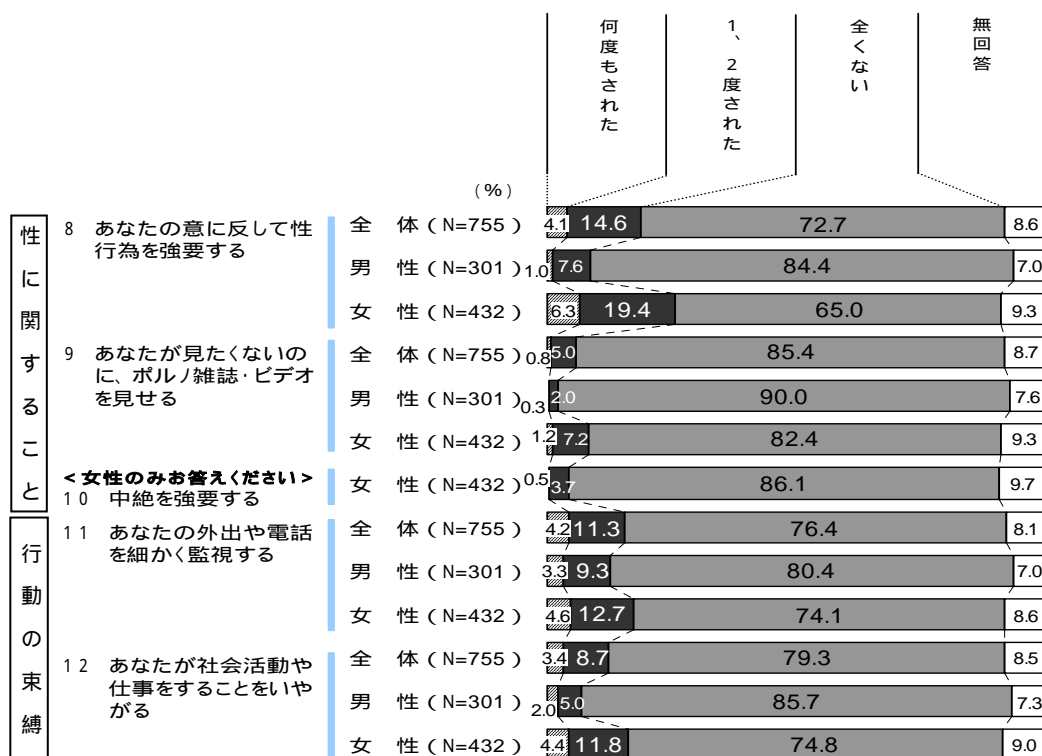 何度もされた
1、2度された
全くない
無回答
(%)
性に関すること
8 あなたの意に反して性
行為を強要する
全 体(N=755) 4.1 14.6 72.7 8.6
男 性(N=301) 1.0 7.6 84.4 7.0
女 性(N=432) 6.3 19.4 65.0 9.3
9 あなたが見たくないの
に、ポルノ雑誌・ビデオ
を見せる
全 体(N=755) 0.8 5.0 85.4 8.7
男 性(N=301) 0.3 2.0 90.0 7.6
女 性(N=432) 1.2 7.2 82.4 9.3
<女性のみお答えください>
10 中絶を強要する
女 性(N=432) 0.5 3.7 86.1 9.7
行動の束縛
11 あなたの外出や電話
を細かく監視する
全 体(N=755) 4.2 11.3 76.4 8.1
男 性(N=301) 3.3 9.3 80.4 7.0
女 性(N=432) 4.6 12.7 74.1 8.6
12 あなたが社会活動や
仕事をすることをいや
がる
全 体(N=755) 3.4 8.7 79.3 8.5
男 性(N=301) 2.0 5.0 85.7 7.3
女 性(N=432) 4.4 11.8 74.8 9.0